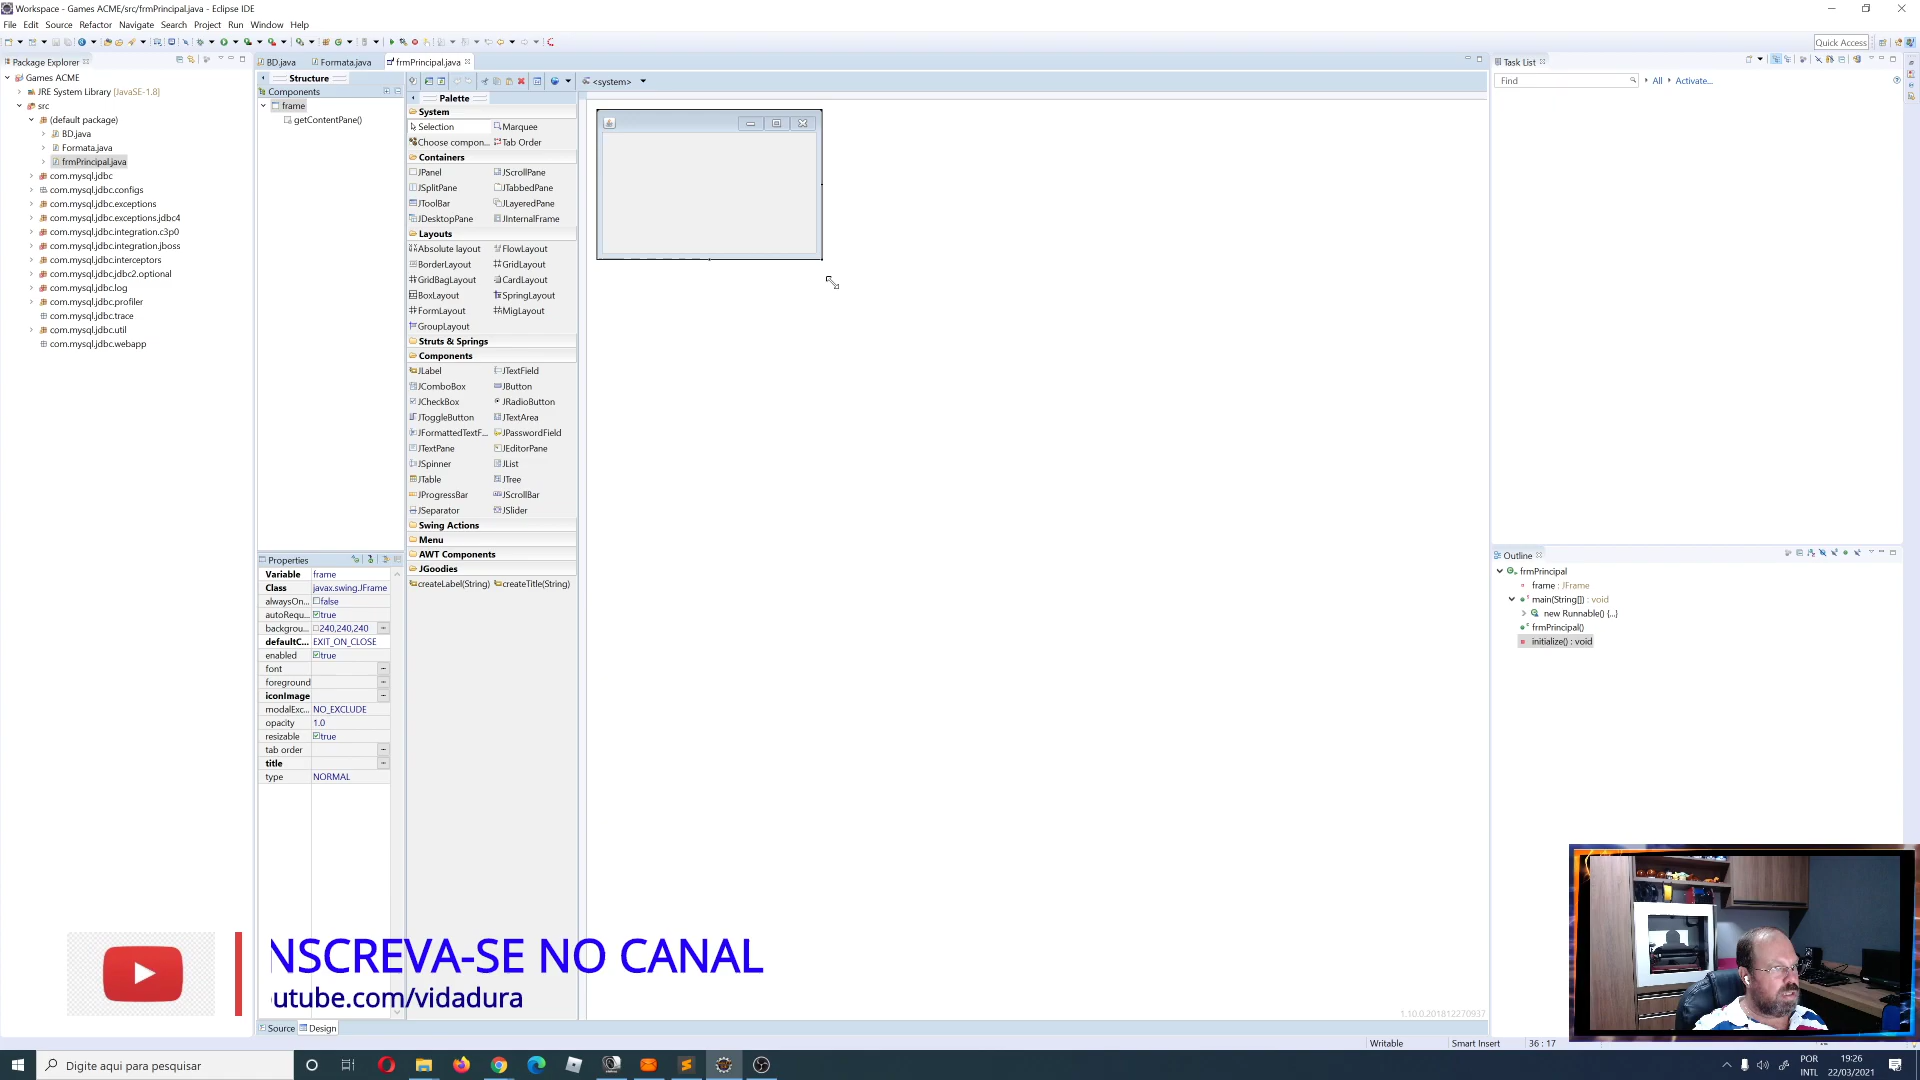 Workspace - Games ACME/src/frmPrincipal.java - Eclipse IDE
File Edit Source Refactor Navigate Search Project Run Window Help
Quick Access
Package Explorer
Games ACME
JRE System Library [JavaSE-1.8]
src
(default package)
BD.java
Formata.java
frmPrincipal.java
com.mysql.jdbc
com.mysql.jdbc.configs
com.mysql.jdbc.exceptions
com.mysql.jdbc.exceptions.jdbc4
com.mysql.jdbc.integration.c3p0
com.mysql.jdbc.integration.jboss
com.mysql.jdbc.interceptors
com.mysql.jdbc.jdbc2.optional
com.mysql.jdbc.log
com.mysql.jdbc.profiler
com.mysql.jdbc.trace
com.mysql.jdbc.util
com.mysql.jdbc.webapp
BD.java Formata.java frmPrincipal.java
Structure
Components
frame
getContentPane()
Properties
Variable frame
Class javax.swing.JFrame
alwaysOn... false
autoRequ... true
backgrou... 240,240,240
defaultC... EXIT_ON_CLOSE
enabled true
font
foreground
iconImage
modalExc... NO_EXCLUDE
opacity 1.0
resizable true
tab order
title
type NORMAL
<system>
Palette
System
Selection Marquee
Choose compon... Tab Order
Containers
JPanel JScrollPane
JSplitPane JTabbedPane
JToolBar JLayeredPane
JDesktopPane JInternalFrame
Layouts
Absolute layout FlowLayout
BorderLayout GridLayout
GridBagLayout CardLayout
BoxLayout SpringLayout
FormLayout MigLayout
GroupLayout
Struts & Springs
Components
JLabel JTextField
JComboBox JButton
JCheckBox JRadioButton
JToggleButton JTextArea
JFormattedTextF... JPasswordField
JTextPane JEditorPane
JSpinner JList
JTable JTree
JProgressBar JScrollBar
JSeparator JSlider
Swing Actions
Menu
AWT Components
JGoodies
createLabel(String) createTitle(String)
1.10.0.201812270937
Task List
Find All Activate...
Outline
frmPrincipal
frame : JFrame
main(String[]) : void
new Runnable() {...}
frmPrincipal()
initialize() : void
NSCREVA-SE NO CANAL
utube.com/vidadura
Source Design
Writable Smart Insert 36 : 17
Digite aqui para pesquisar
POR
INTL
19:26
22/03/2021